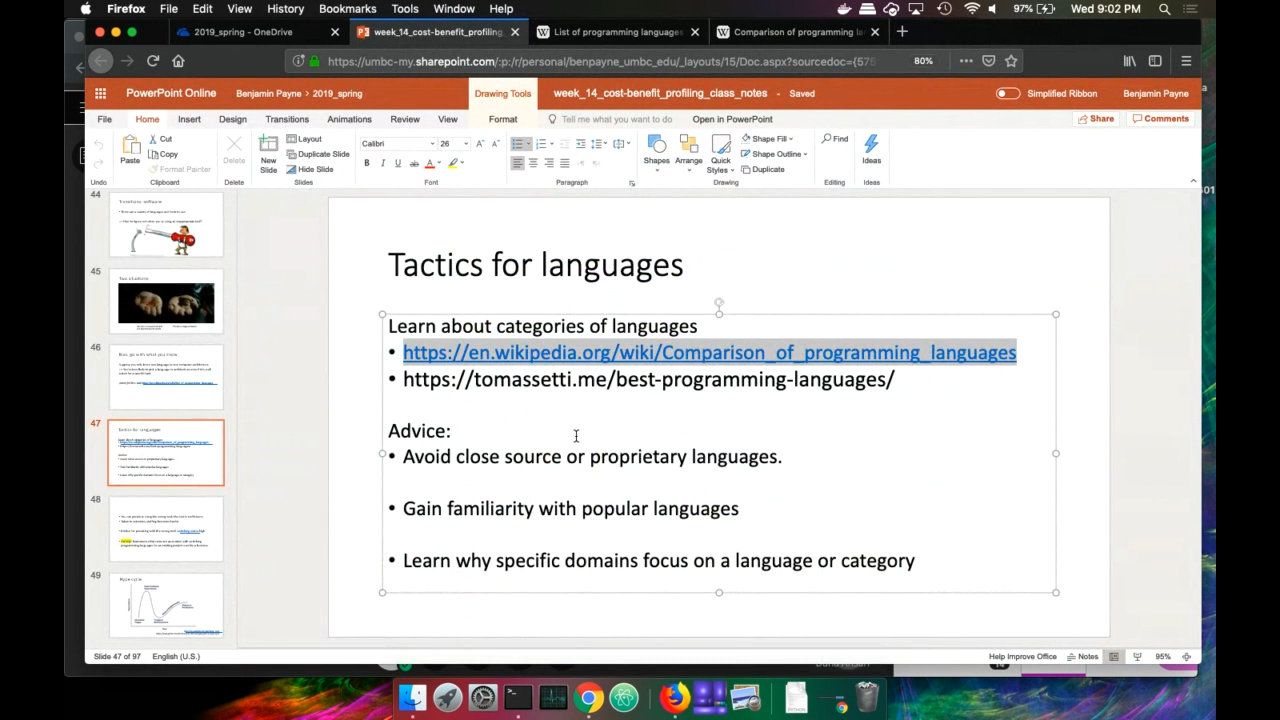 Firefox File Edit View History Bookmarks Tools Window Help 97% Wed 9:02 PM
2019_spring - OneDrive
week_14_cost-benefit_profiling
List of programming languages
Comparison of programming la
https://umbc-my.sharepoint.com/:p:/r/personal/benpayne_umbc_edu/_layouts/15/Doc.aspx?sourcedoc={575
80%
PowerPoint Online Benjamin Payne 2019_spring
Drawing Tools
week_14_cost-benefit_profiling_class_notes - Saved
Simplified Ribbon Benjamin Payne
File Home Insert Design Transitions Animations Review View Format Tell me what you want to do Open in PowerPoint Share Comments
Undo
Paste
Cut
Copy
Format Painter
Clipboard
Delete
Delete
New Slide
Layout
Duplicate Slide
Hide Slide
Slides
Calibri 26
Font
Paragraph
Shapes
Arrange
Quick Styles
Shape Fill
Shape Outline
Duplicate
Drawing
Find
Editing
Ideas
Ideas
44
45
46
47
48
49
Tactics for languages
Learn about categories of languages
• https://en.wikipedia.org/wiki/Comparison_of_programming_languages
• https://tomassetti.me/best-programming-languages/
Advice:
• Avoid close source or proprietary languages.
• Gain familiarity with popular languages
• Learn why specific domains focus on a language or category
Slide 47 of 97 English (U.S.)
Help Improve Office Notes 95%